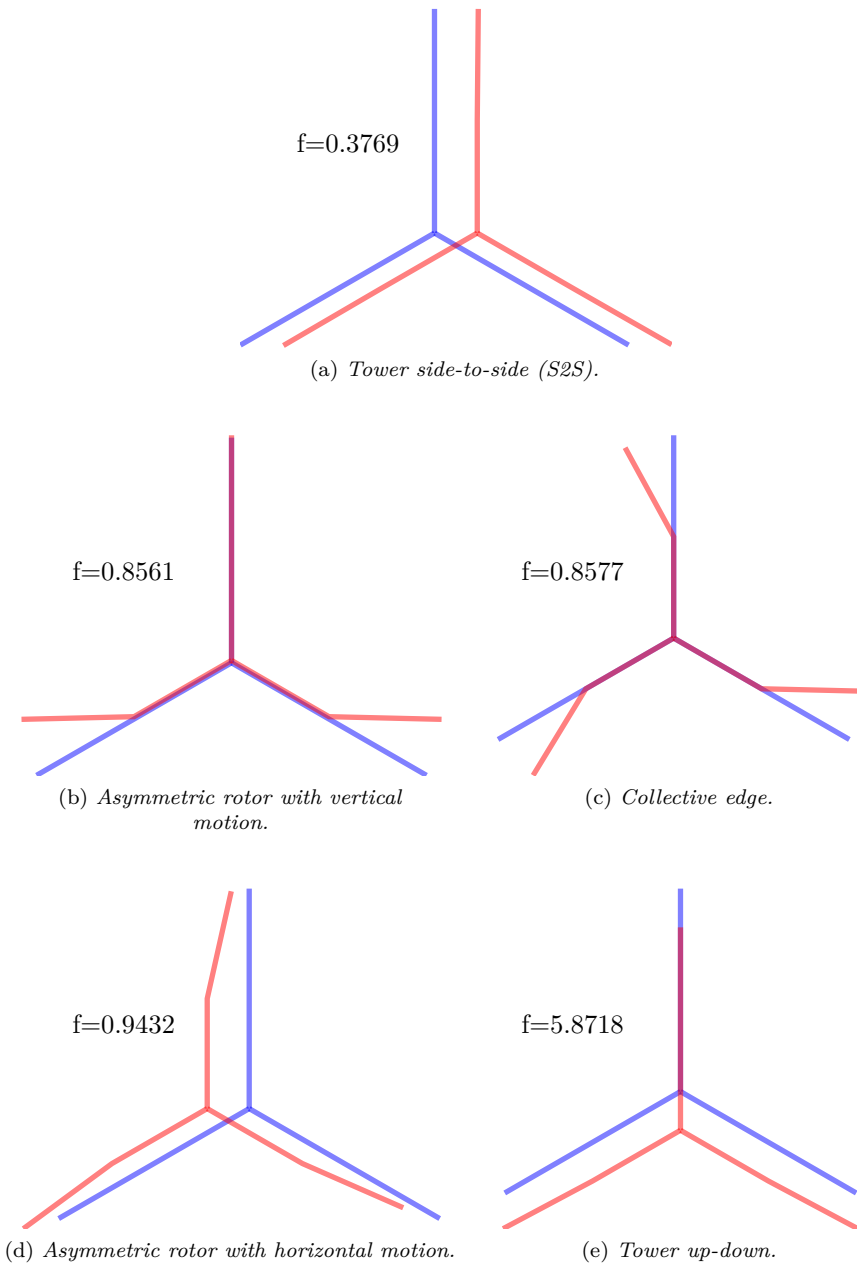 f=0.3769
(a) Tower side-to-side (S2S).
f=0.8561
f=0.8577
(b) Asymmetric rotor with vertical
motion.
(c) Collective edge.
f=0.9432
f=5.8718
(d) Asymmetric rotor with horizontal motion.
(e) Tower up-down.